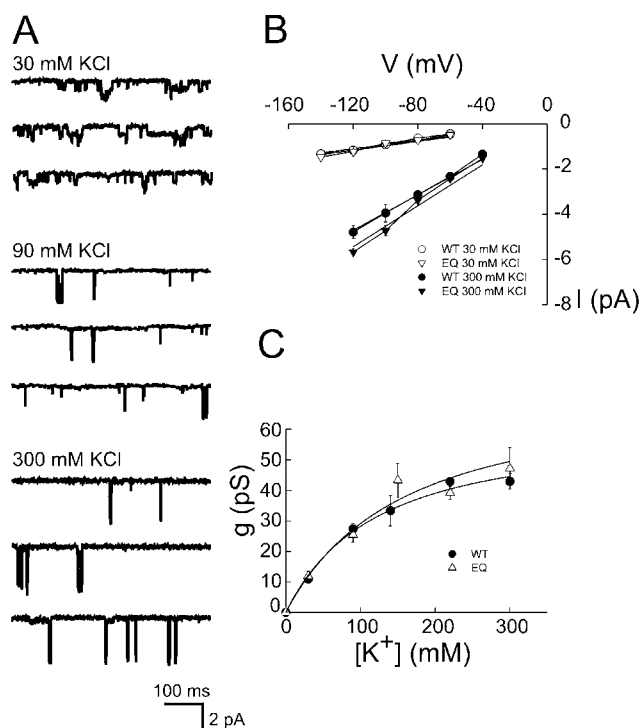 A
30 mM KCl
90 mM KCl
300 mM KCl
100 ms
2 pA
B
V (mV)
-160 -120 -80 -40 0
0
-2
-4
-6
-8
I (pA)
WT 30 mM KCl
EQ 30 mM KCl
WT 300 mM KCl
EQ 300 mM KCl
C
60
50
40
30
20
10
0
g (pS)
WT
EQ
0 100 200 300
[K+] (mM)